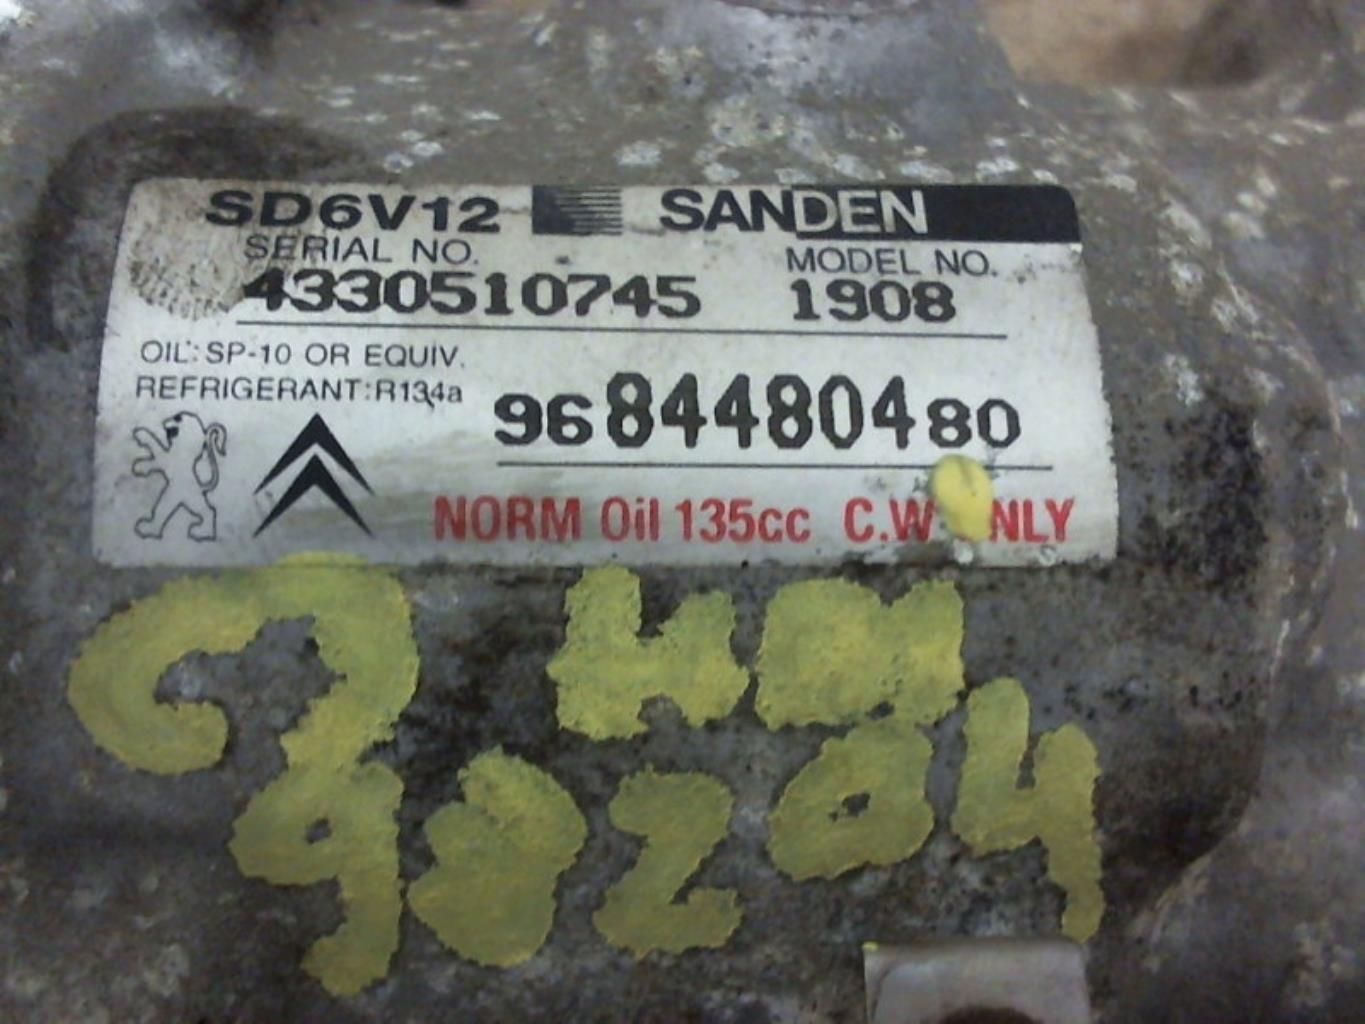 SD6V12 SANDEN
SERIAL NO. MODEL NO.
4330510745 1908
OIL: SP-10 OR EQUIV.
REFRIGERANT: R134a
9684480480
NORM Oil 135cc C.W NLY